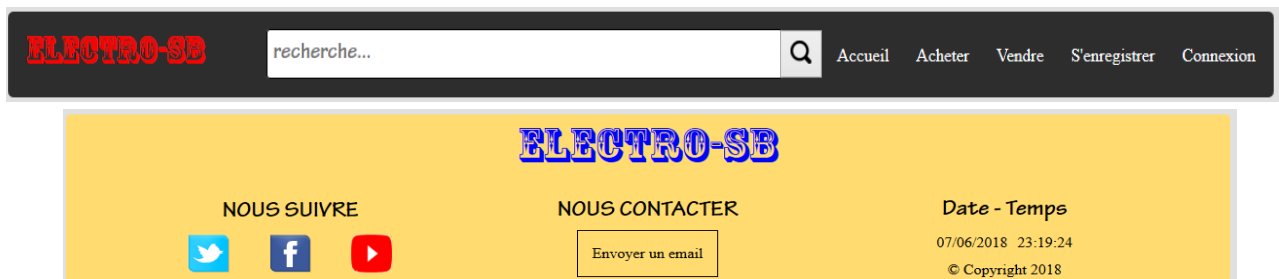 ELECTRO-SB recherche... Accueil Acheter Vendre S'enregistrer Connexion
ELECTRO-SB
NOUS SUIVRE NOUS CONTACTER Date - Temps
Envoyer un email 07/06/2018 23:19:24
© Copyright 2018